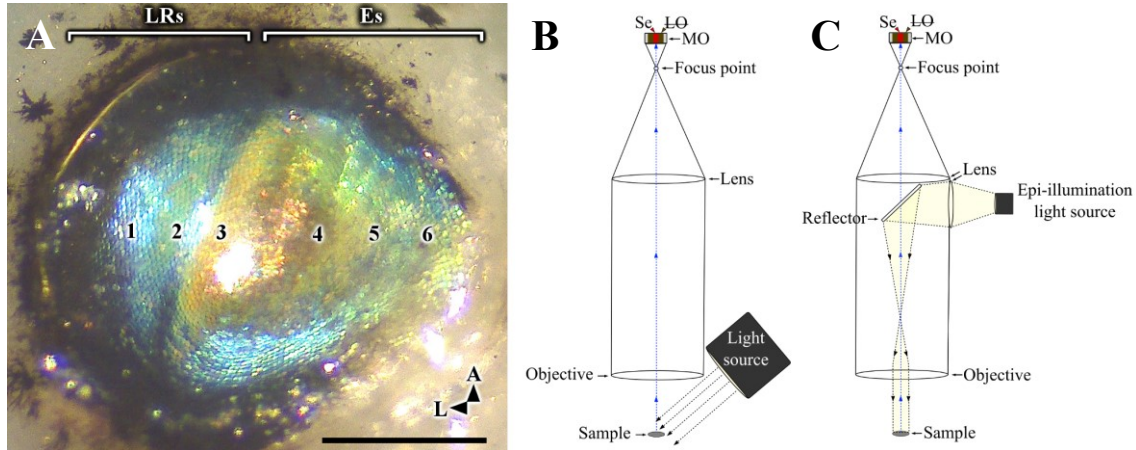 A
LRs
Es
1
2
3
4
5
6
A
L
B
Se
LO
MO
Focus point
Lens
Light
source
Objective
Sample
C
Se
LO
MO
Focus point
Lens
Epi-illumination
light source
Reflector
Objective
Sample